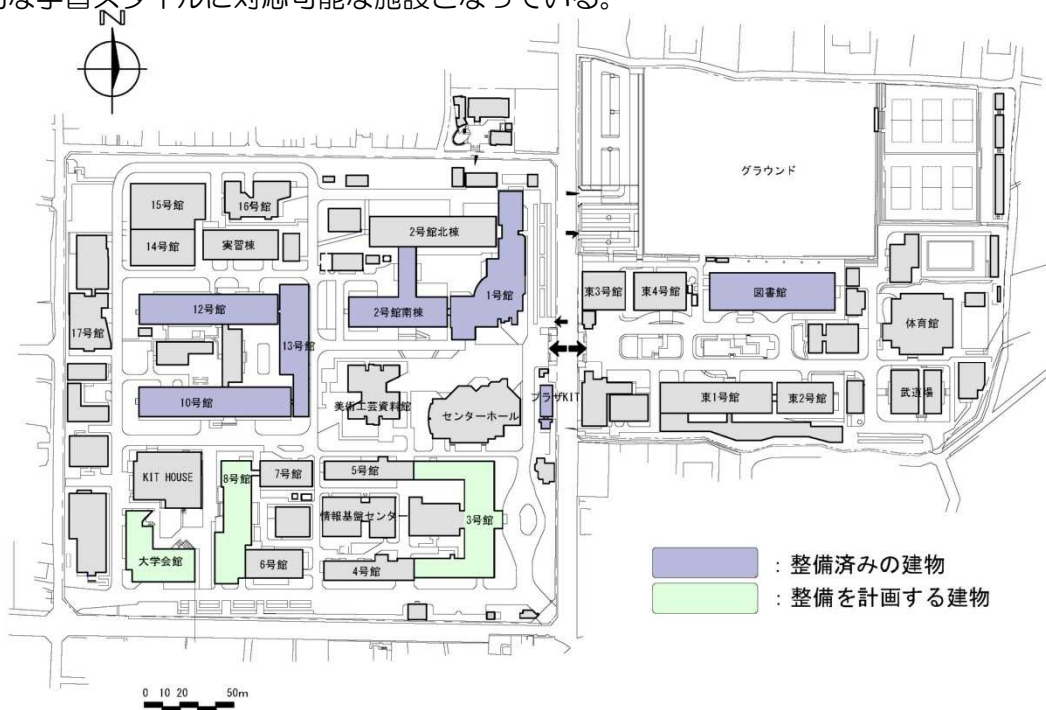 的な学習スタイルに対応可能な施設となっている。
N
グラウンド
15号館
16号館
14号館
実習棟
2号館北棟
1号館
東3号館
東4号館
図書館
12号館
2号館南棟
17号館
13号館
体育館
10号館
美術工芸資料館
センターホール
プラザKIT
東1号館
東2号館
武道場
KIT HOUSE
8号館
7号館
5号館
情報基盤センター
3号館
大学会館
6号館
4号館
：整備済みの建物
：整備を計画する建物
0 10 20 50m